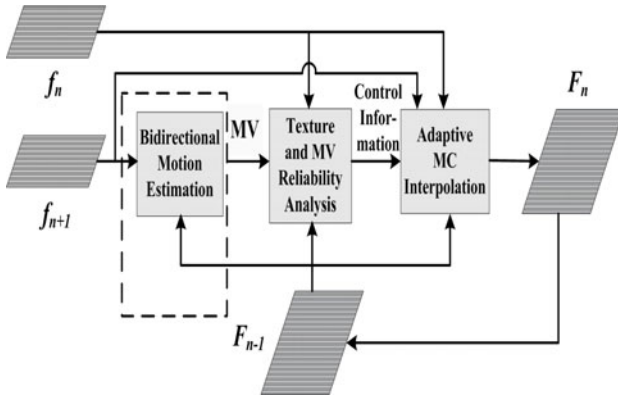 f n
f n+1
Bidirectional
Motion
Estimation
MV
Texture
and MV
Reliability
Analysis
Control
Infor-
mation
Adaptive
MC
Interpolation
F n
F n-1